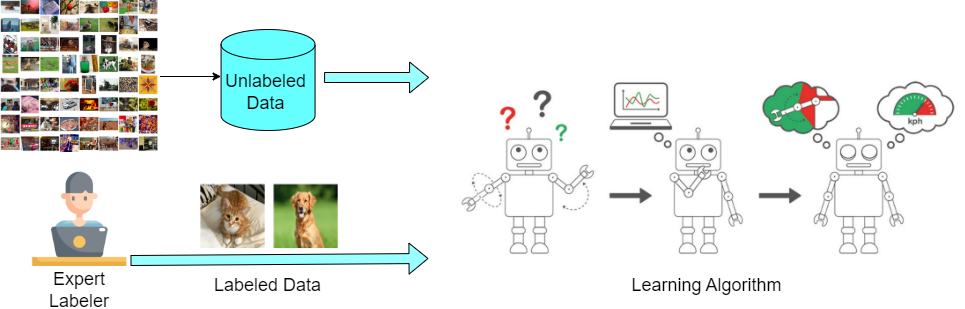 Unlabeled
Data
? ? ?
kph
Expert
Labeler
Labeled Data
Learning Algorithm